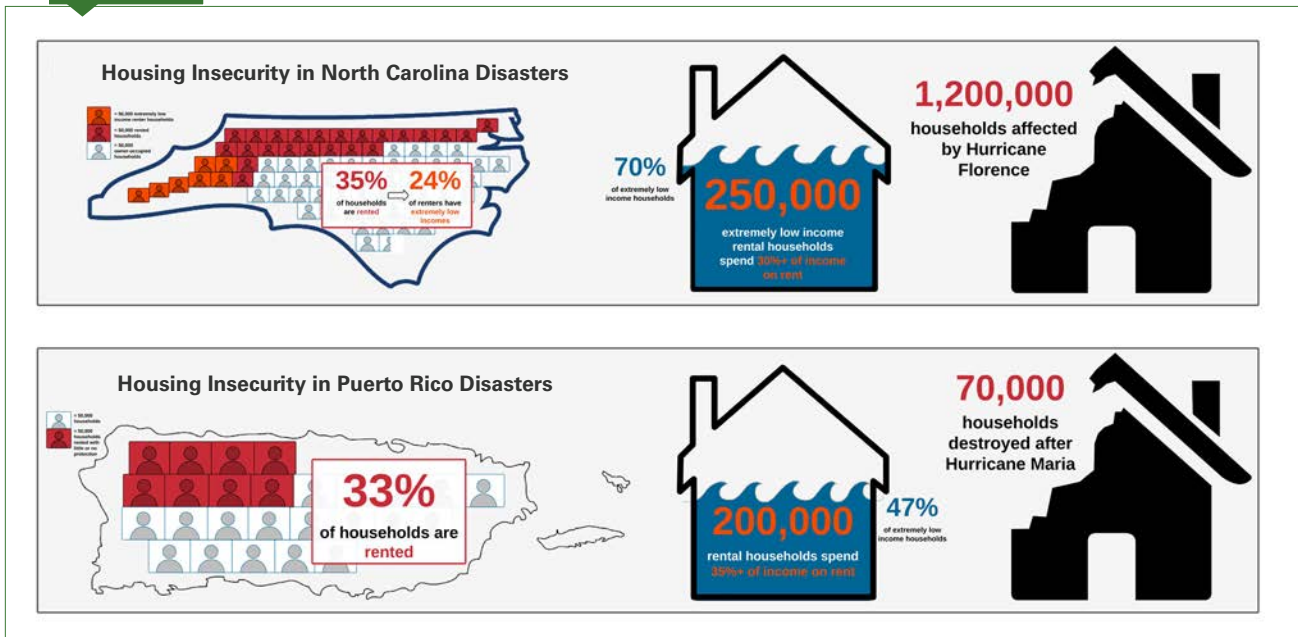 Housing Insecurity in North Carolina Disasters
= 50,000 extremely low
income renter households
= 50,000 rented
households
= 50,000
owner-occupied
households
35%
of households
are rented
24%
of renters have
extremely low
incomes
70%
of extremely low
income households
250,000
extremely low income
rental households
spend 30%+ of income
on rent
1,200,000
households affected
by Hurricane
Florence
Housing Insecurity in Puerto Rico Disasters
= 50,000
households
= 50,000
households
rented with
little or no
protection
33%
of households are
rented
200,000
rental households spend
35%+ of income on rent
47%
of extremely low
income households
70,000
households
destroyed after
Hurricane Maria